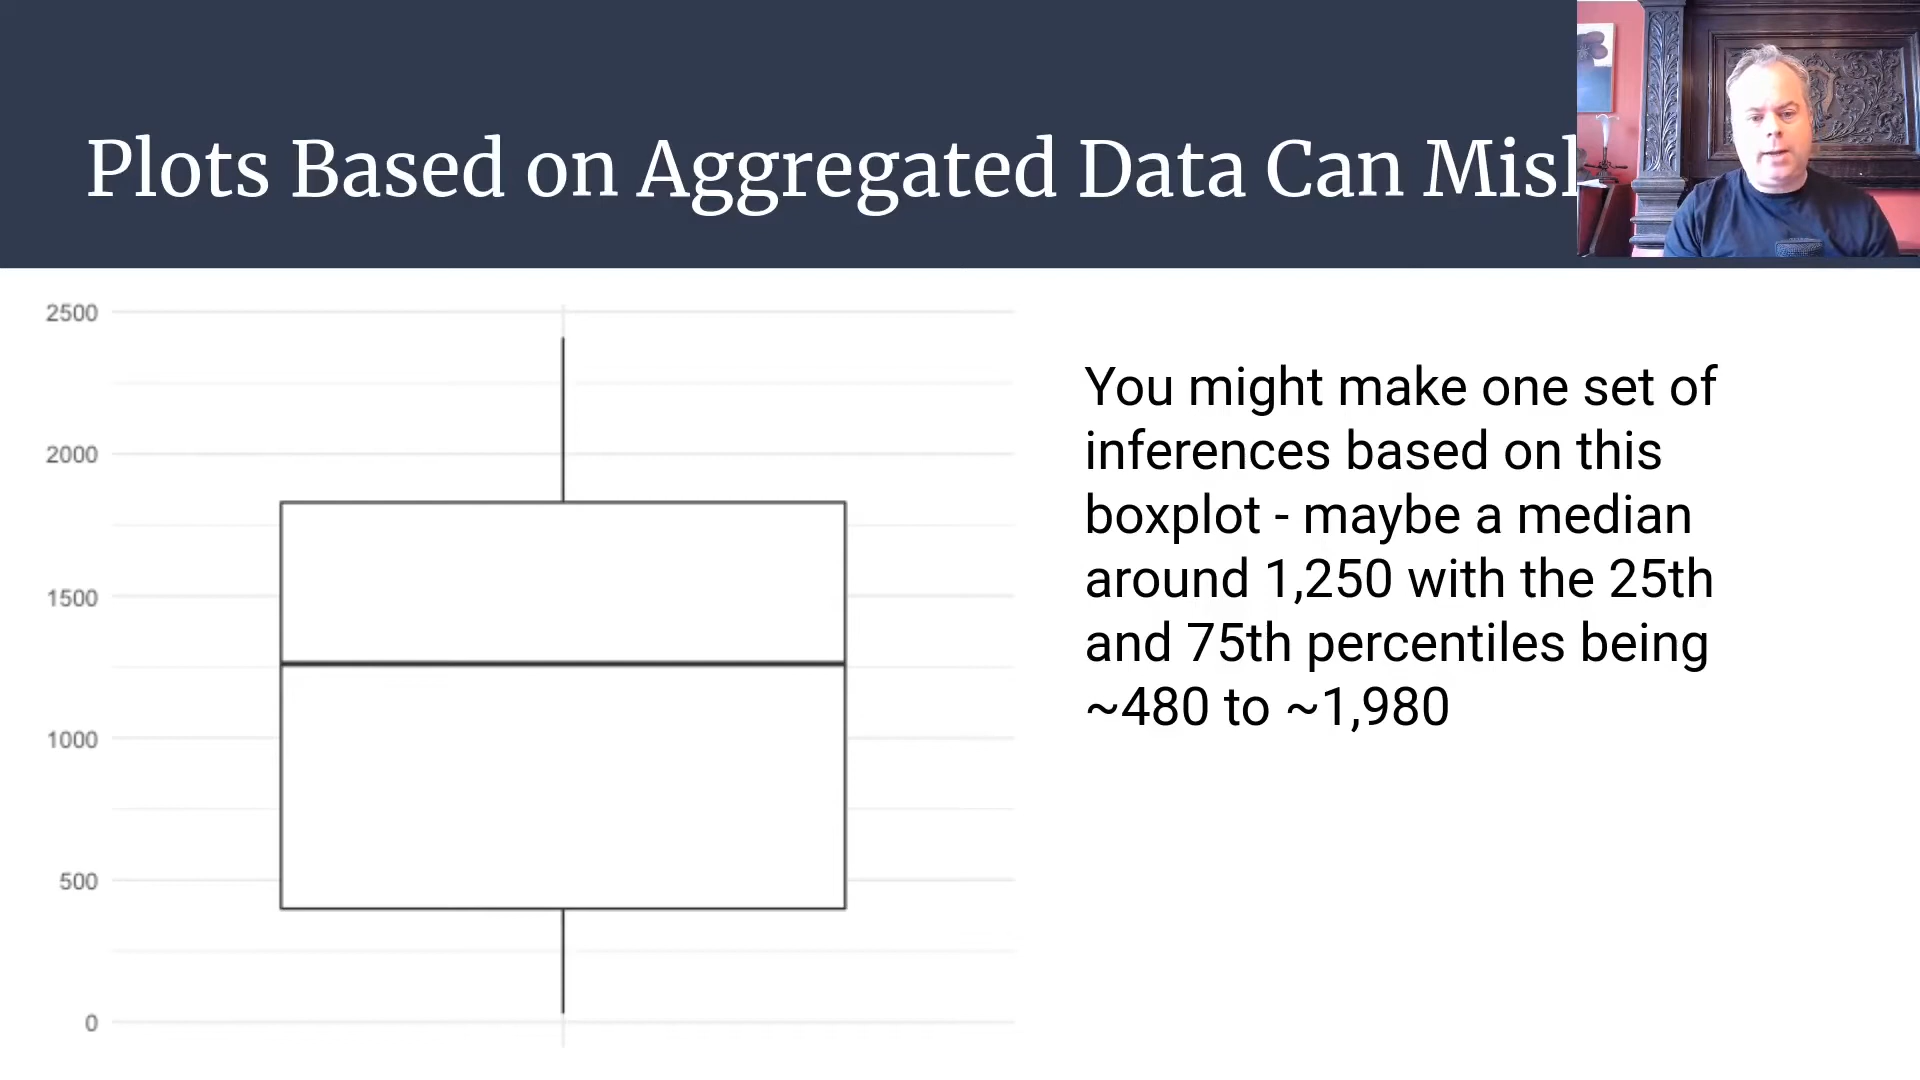 Plots Based on Aggregated Data Can
2500
2000
1500
1000
500
0
You might make one set of
inferences based on this
boxplot - maybe a median
around 1,250 with the 25th
and 75th percentiles being
~480 to ~1,980